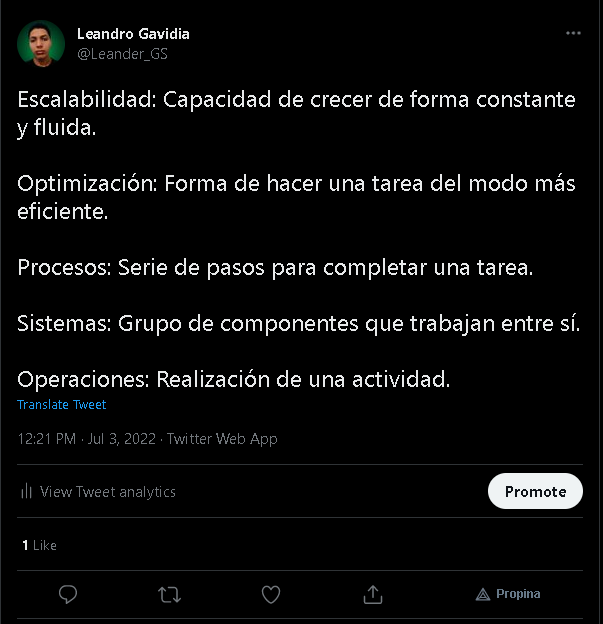 Leandro Gavidia
@Leander_GS
Escalabilidad: Capacidad de crecer de forma constante
y fluida.
Optimización: Forma de hacer una tarea del modo más
eficiente.
Procesos: Serie de pasos para completar una tarea.
Sistemas: Grupo de componentes que trabajan entre sí.
Operaciones: Realización de una actividad.
Translate Tweet
12:21 PM · Jul 3, 2022 · Twitter Web App
View Tweet analytics
Promote
1 Like
Propina